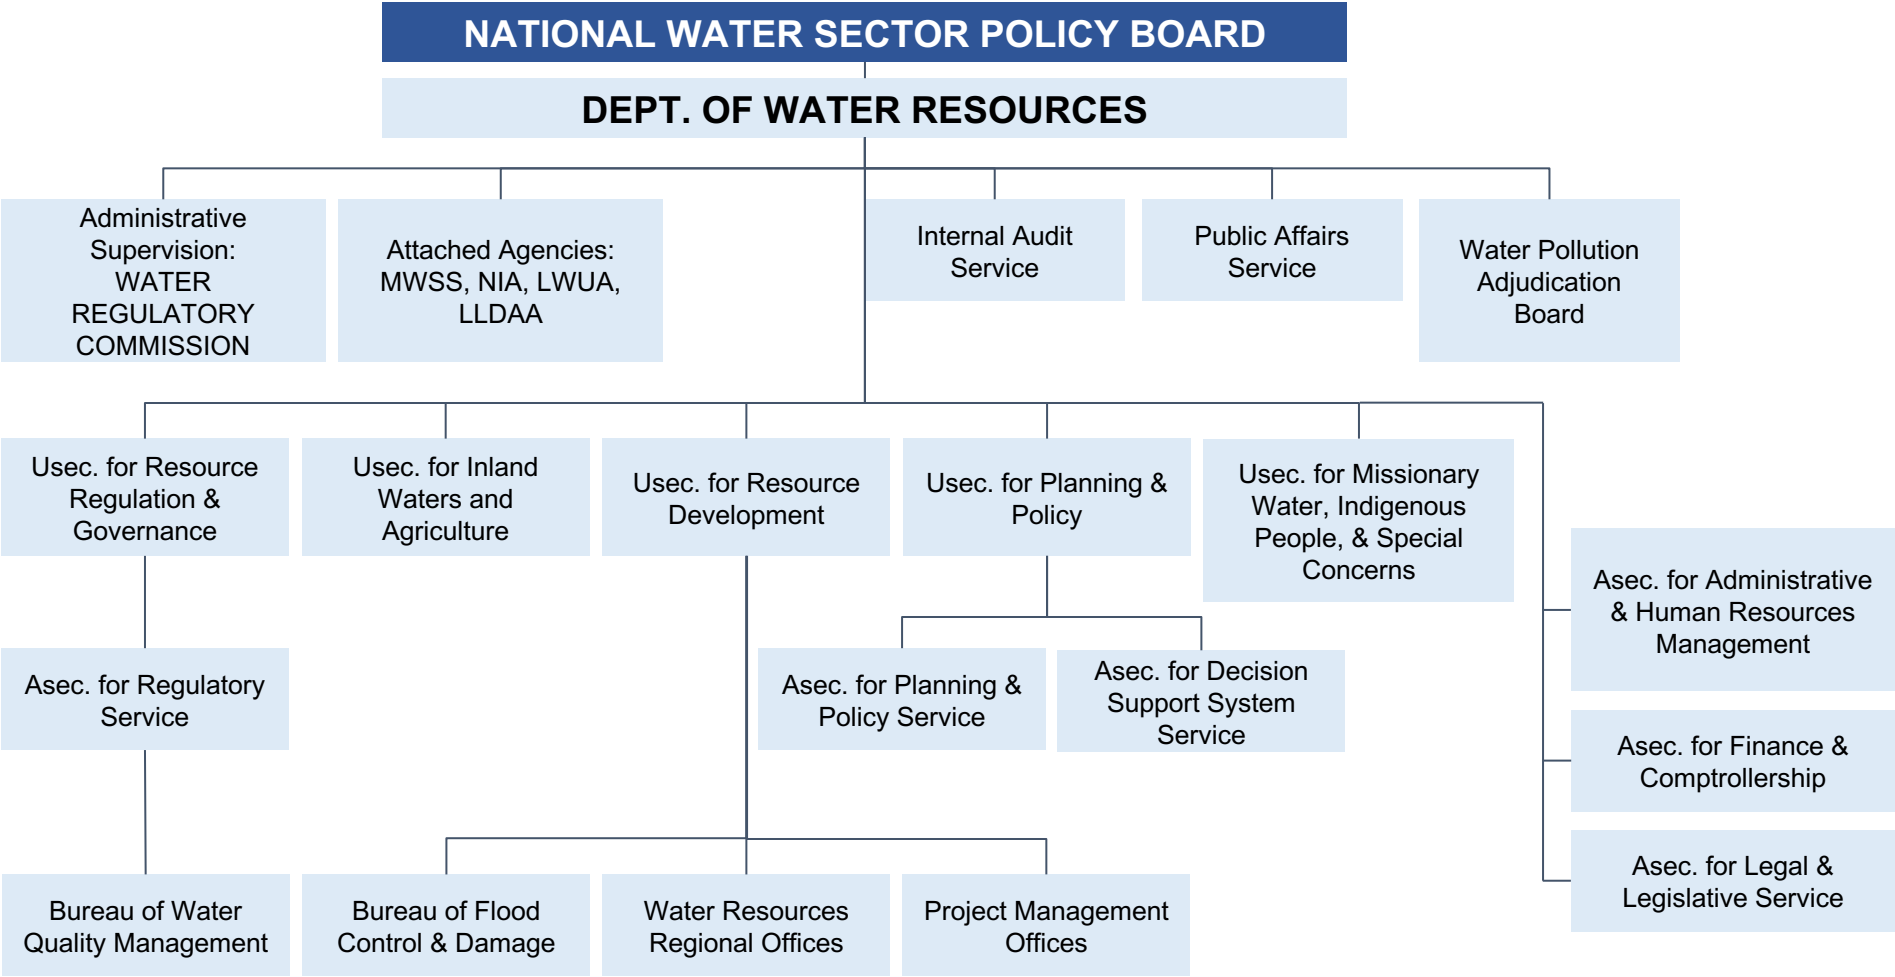 NATIONAL WATER SECTOR POLICY BOARD
DEPT. OF WATER RESOURCES
Administrative
Supervision:
WATER
REGULATORY
COMMISSION
Attached Agencies:
MWSS, NIA, LWUA,
LLDAA
Internal Audit
Service
Public Affairs
Service
Water Pollution
Adjudication
Board
Usec. for Resource
Regulation &
Governance
Usec. for Inland
Waters and
Agriculture
Usec. for Resource
Development
Usec. for Planning &
Policy
Usec. for Missionary
Water, Indigenous
People, & Special
Concerns
Asec. for Administrative
& Human Resources
Management
Asec. for Regulatory
Service
Asec. for Planning &
Policy Service
Asec. for Decision
Support System
Service
Asec. for Finance &
Comptrollership
Asec. for Legal &
Legislative Service
Bureau of Water
Quality Management
Bureau of Flood
Control & Damage
Water Resources
Regional Offices
Project Management
Offices